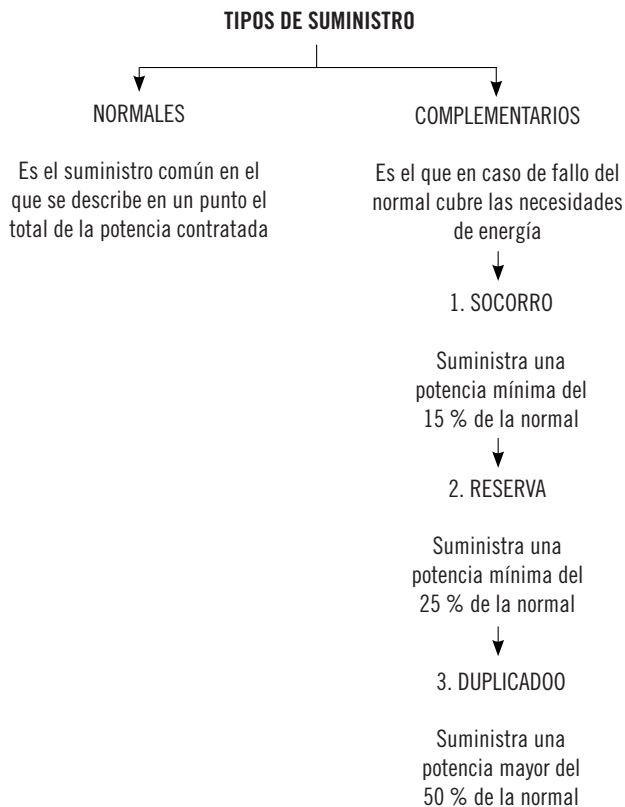 TIPOS DE SUMINISTRO
NORMALES
Es el suministro común en el
que se describe en un punto el
total de la potencia contratada
COMPLEMENTARIOS
Es el que en caso de fallo del
normal cubre las necesidades
de energía
1. SOCORRO
Suministra una
potencia mínima del
15 % de la normal
2. RESERVA
Suministra una
potencia mínima del
25 % de la normal
3. DUPLICADOO
Suministra una
potencia mayor del
50 % de la normal